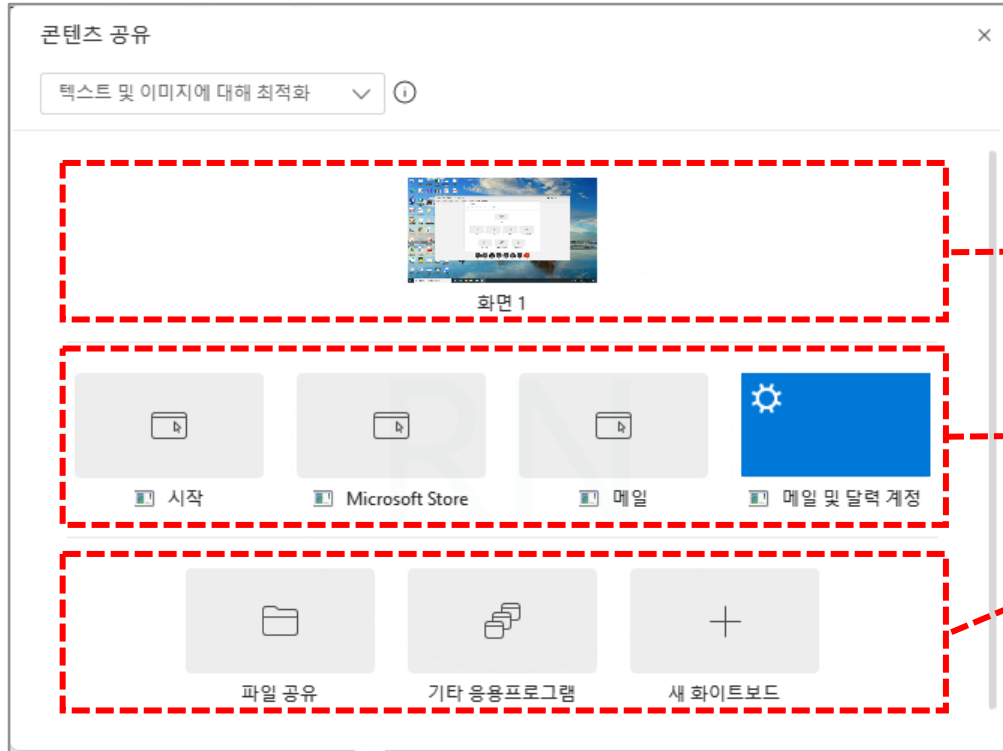 콘텐츠 공유
텍스트 및 이미지에 대해 최적화
화면 1
시작
Microsoft Store
메일
메일 및 달력 계정
파일 공유
기타 응용프로그램
새 화이트보드